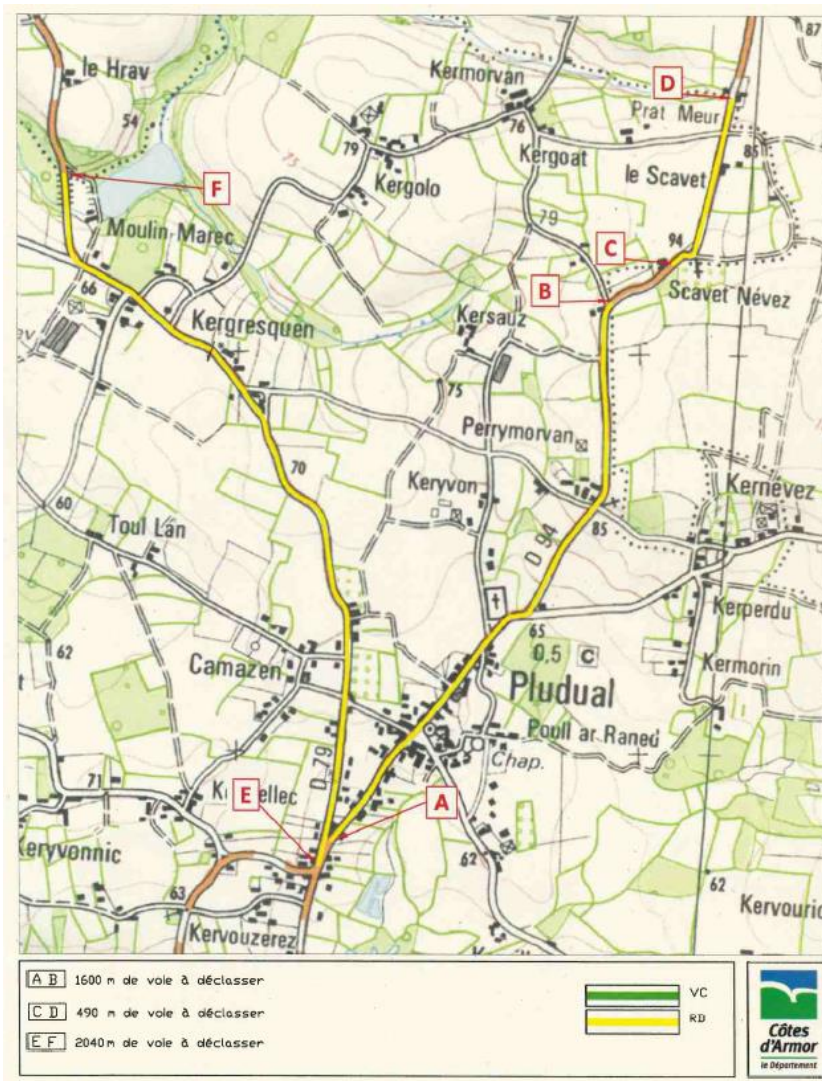 87
le Hrav
Kermorvan
D
54
Prat Meur
76
79
85
75
Kergoat
F
Kergolo
le Scavet
79
Moulin Marec
C
94
B
Scavet Névez
66
Kergresquen
Kersauz
75
Perrymorvan
70
Keryvon
Kernévez
60
D 94
85
Toul Lan
Kerperdu
65
62
0,5 C
Camazen
Kermorin
Pludual
Poull ar Raned
D 79
Chap.
71
E
A
Keryvonnic
62
62
63
Kervouzerez
A B 1600 m de voie à déclasser
C D 490 m de voie à déclasser
E F 2040 m de voie à déclasser
VC
RD
Côtes
d'Armor
le Département